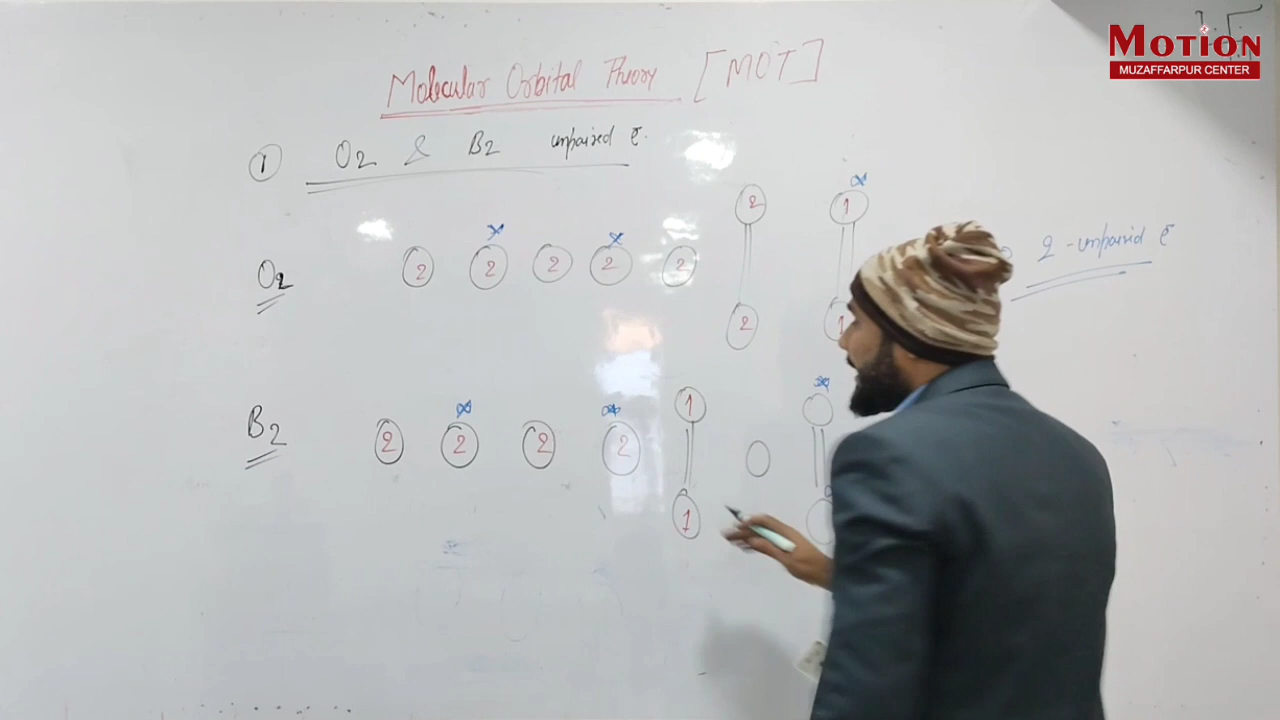 MOTION
MUZAFFARPUR CENTER
Molecular Orbital Theory [MOT]
1 O2 & B2 unpaired e̅.
O2 2 2* 2 2* 2 2 1*
2 1
2 - unpaired e̅
B2 2 2* 2 2* 1 *
1